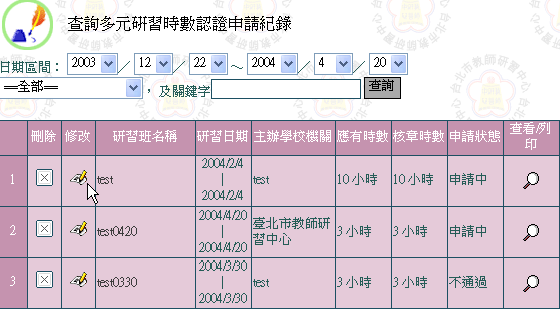 查詢多元研習時數認證申請紀錄
日期區間： 2003 ／ 12 ／ 22 ～ 2004 ／ 4 ／ 20
==全部== ， 及關鍵字 查詢
刪除 修改 研習班名稱 研習日期 主辦學校機關 應有時數 核章時數 申請狀態 查看/列印
1 test 2004/2/4 | 2004/2/4 test 10 小時 10 小時 申請中
2 test0420 2004/4/20 | 2004/4/20 臺北市教師研習中心 3 小時 3 小時 申請中
3 test0330 2004/3/30 | 2004/3/30 test 3 小時 3 小時 不通過